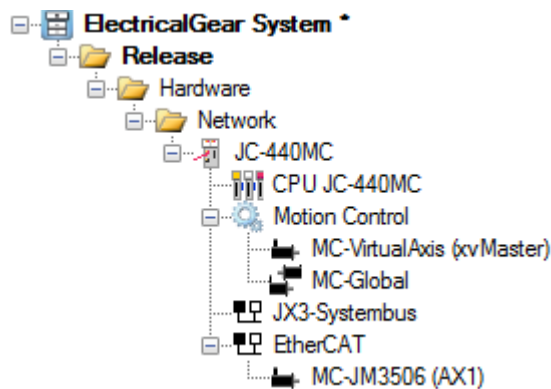 ElectricalGear System *
Release
Hardware
Network
JC-440MC
CPU JC-440MC
Motion Control
MC-VirtualAxis (xvMaster)
MC-Global
JX3-Systembus
EtherCAT
MC-JM3506 (AX1)